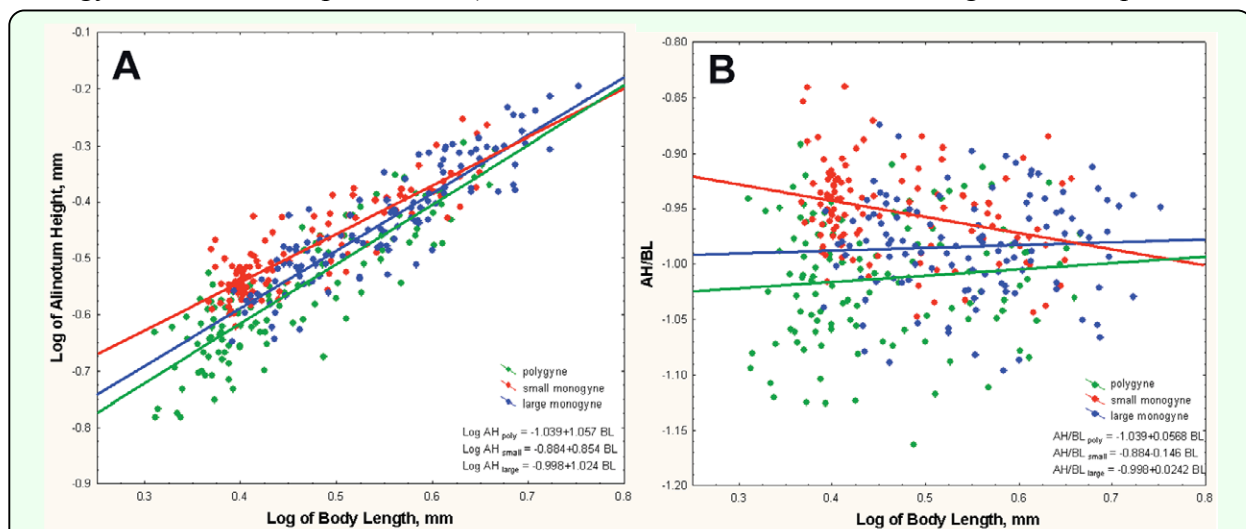 A
Log of Alinotum Height, mm
-0.1
-0.2
-0.3
-0.4
-0.5
-0.6
-0.7
-0.8
-0.9
polygyne
small monogyne
large monogyne
Log AH poly = -1.039+1.057 BL
Log AH small = -0.884+0.854 BL
Log AH large = -0.998+1.024 BL
0.3 0.4 0.5 0.6 0.7 0.8
Log of Body Length, mm
B
AH/BL
-0.80
-0.85
-0.90
-0.95
-1.00
-1.05
-1.10
-1.15
-1.20
polygyne
small monogyne
large monogyne
AH/BL poly = -1.039+0.0568 BL
AH/BL small = -0.884-0.146 BL
AH/BL large = -0.998+0.0242 BL
0.3 0.4 0.5 0.6 0.7 0.8
Log of Body Length, mm